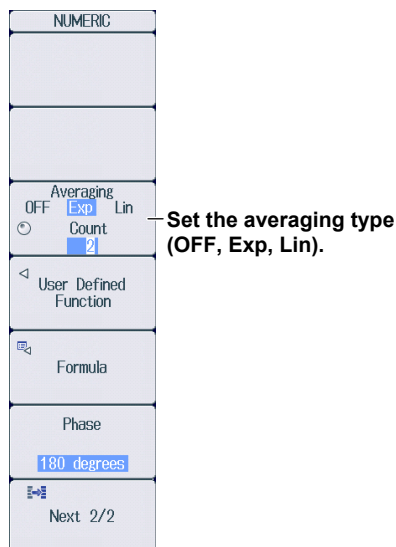 NUMERIC
Averaging
OFF Exp Lin
Count
2
Set the averaging type
(OFF, Exp, Lin).
User Defined
Function
Formula
Phase
180 degrees
Next 2/2